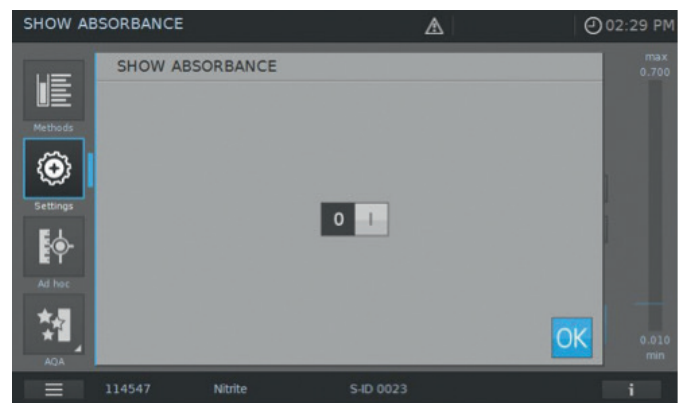 SHOW ABSORBANCE
02:29 PM
SHOW ABSORBANCE
max
0.700
Methods
Settings
0 I
Ad hoc
OK
0.010
min
AQA
114547 Nitrite S-ID 0023 i